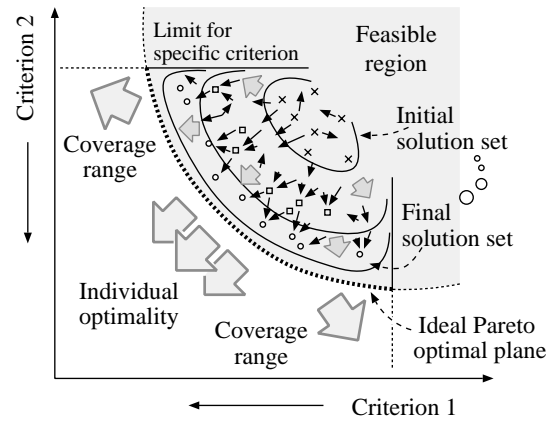 Criterion 2
Limit for
specific criterion
Feasible
region
Initial
solution set
Coverage
range
Final
solution set
Individual
optimality
Coverage
range
Ideal Pareto
optimal plane
Criterion 1